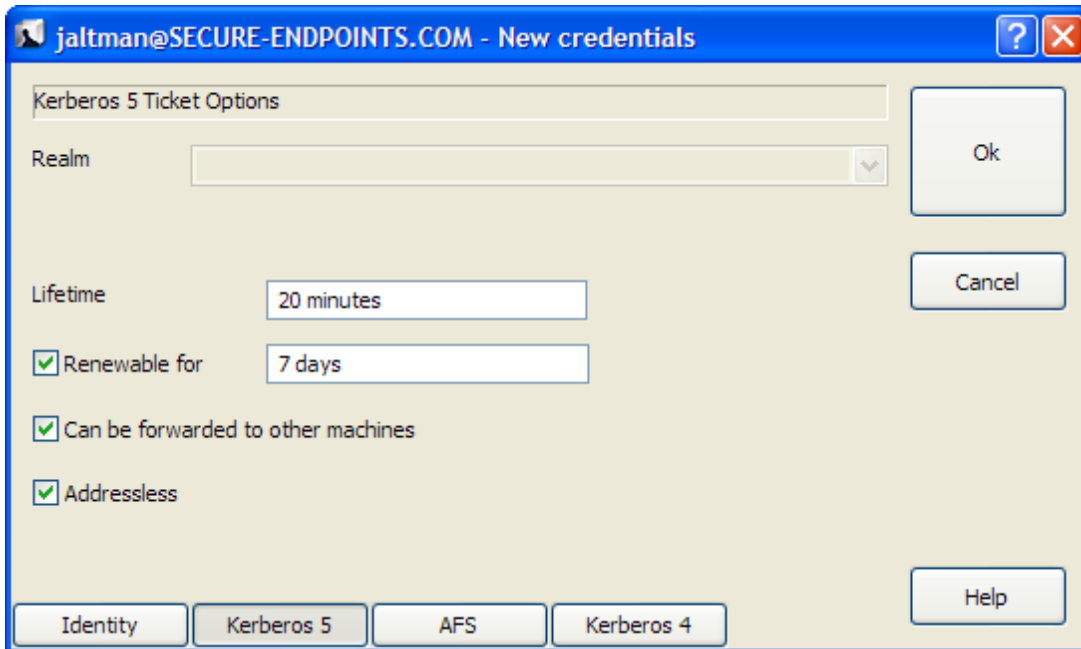 jaltman@SECURE-ENDPOINTS.COM - New credentials
Kerberos 5 Ticket Options
Realm
Ok
Lifetime
20 minutes
Cancel
Renewable for
7 days
Can be forwarded to other machines
Addressless
Help
Identity
Kerberos 5
AFS
Kerberos 4